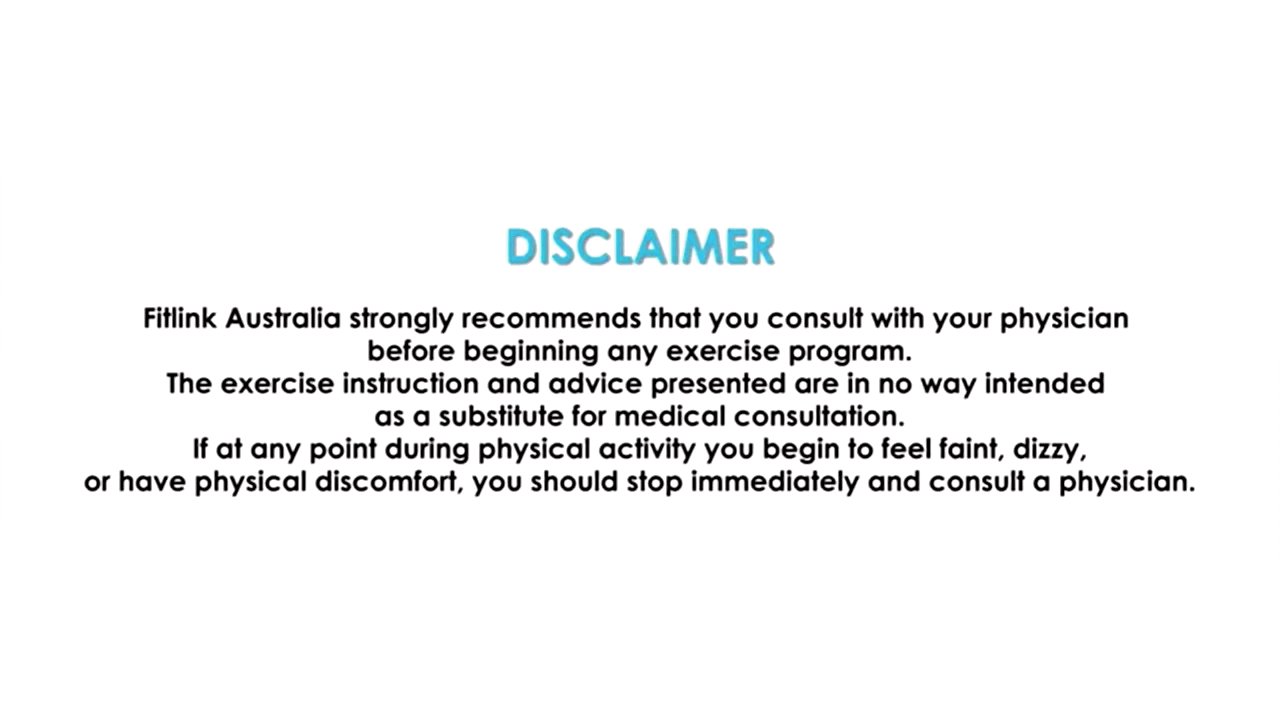 DISCLAIMER
Fitlink Australia strongly recommends that you consult with your physician
before beginning any exercise program.
The exercise instruction and advice presented are in no way intended
as a substitute for medical consultation.
If at any point during physical activity you begin to feel faint, dizzy,
or have physical discomfort, you should stop immediately and consult a physician.